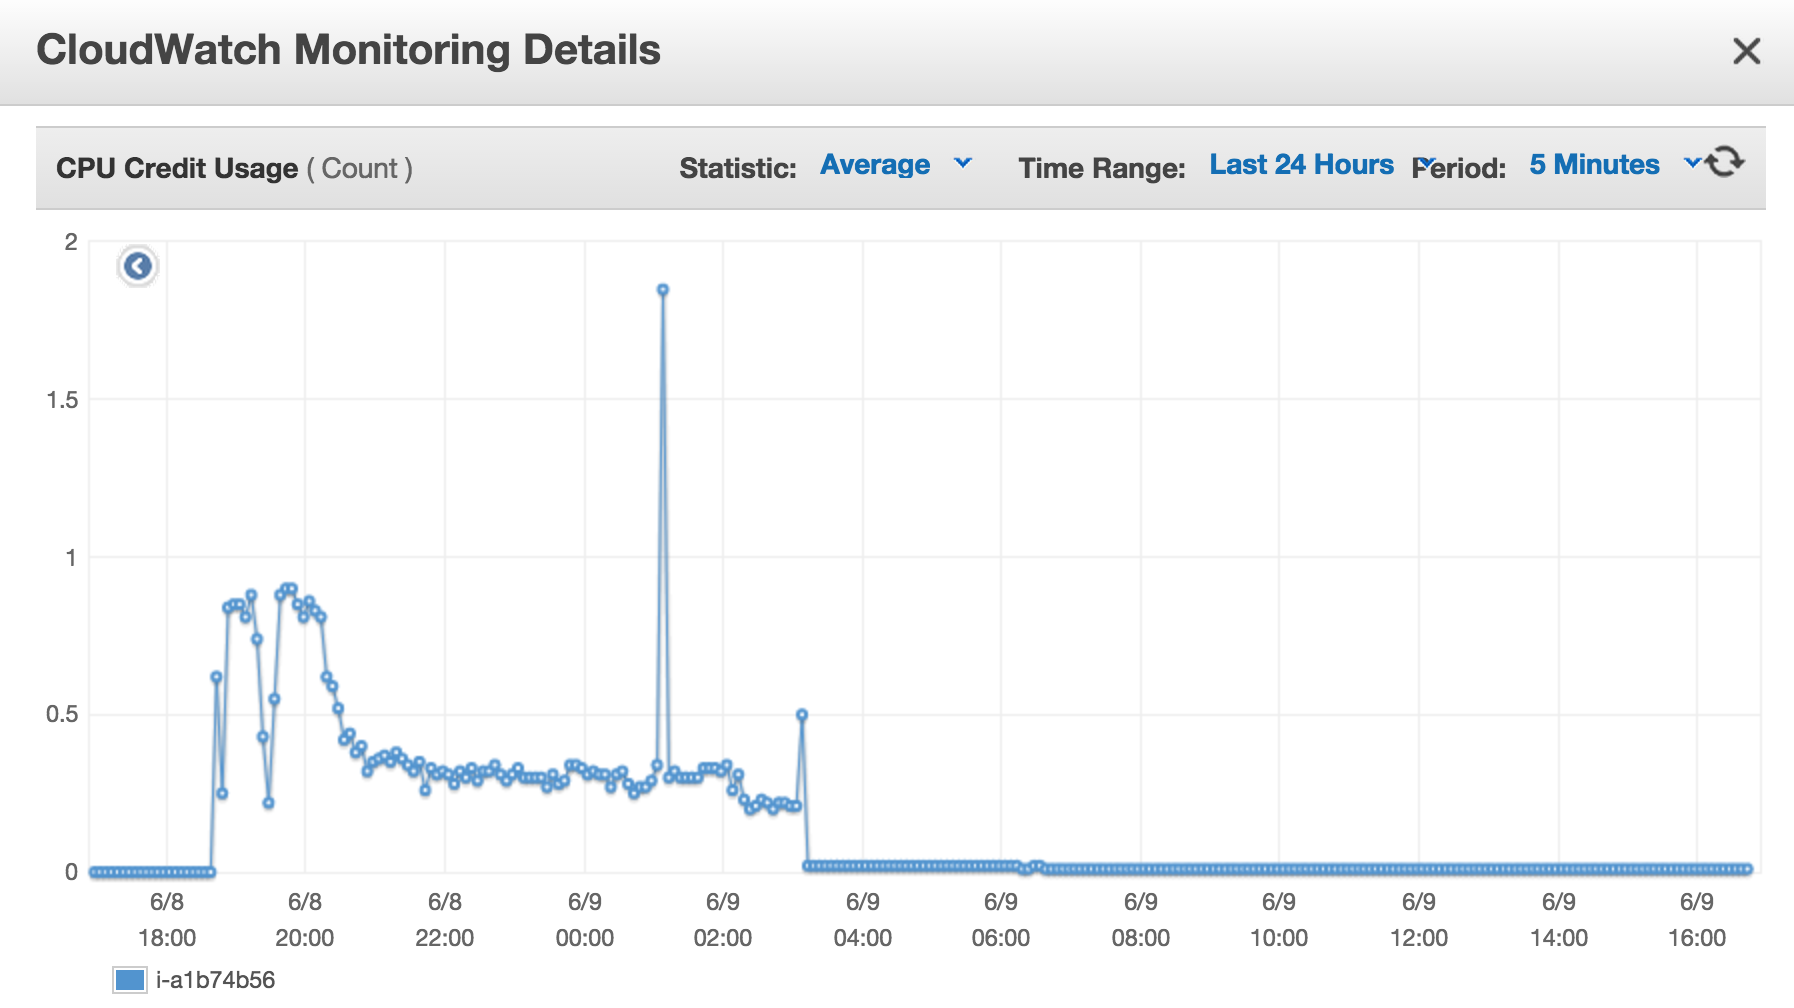 CloudWatch Monitoring Details
CPU Credit Usage ( Count ) Statistic: Average Time Range: Last 24 Hours Period: 5 Minutes
2
1.5
1
0.5
0
6/8 6/8 6/8 6/9 6/9 6/9 6/9 6/9 6/9 6/9 6/9 6/9
18:00 20:00 22:00 00:00 02:00 04:00 06:00 08:00 10:00 12:00 14:00 16:00
i-a1b74b56